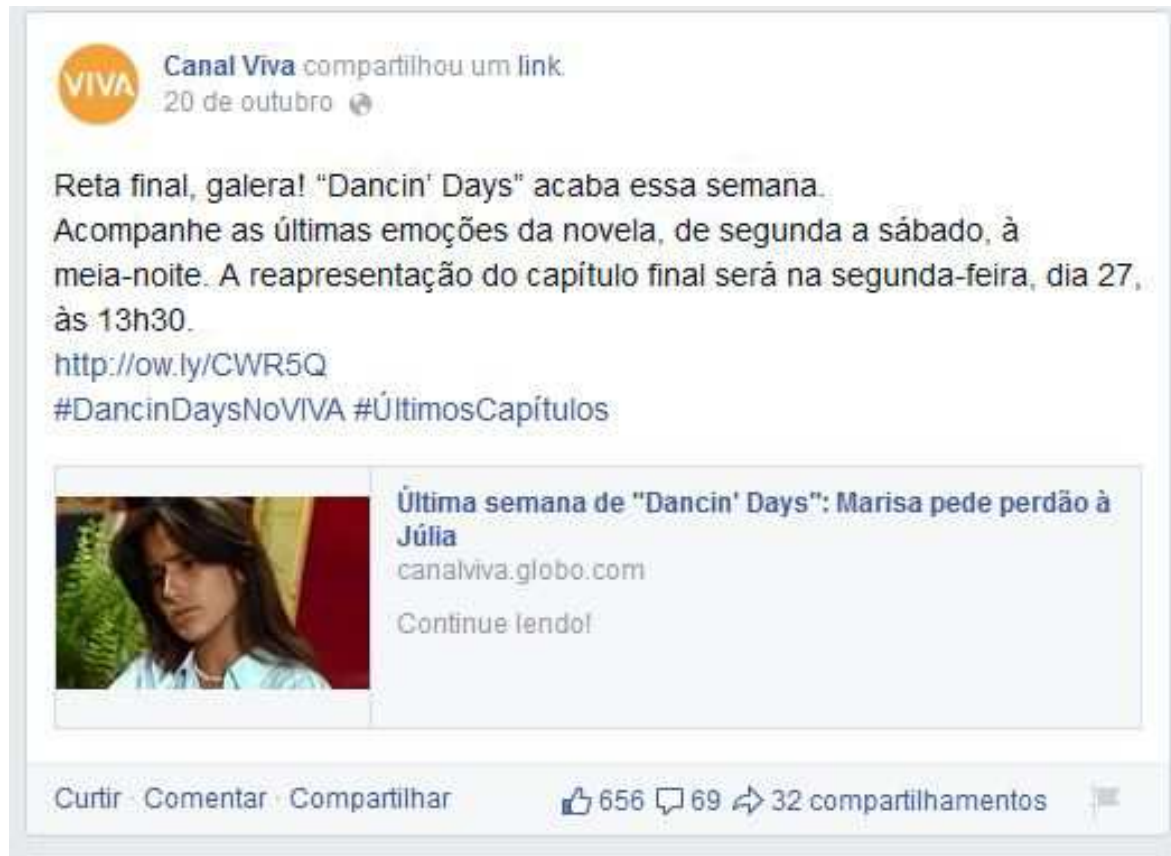 VIVA
Canal Viva compartilhou um link.
20 de outubro
Reta final, galera! “Dancin’ Days” acaba essa semana.
Acompanhe as últimas emoções da novela, de segunda a sábado, à
meia-noite. A reapresentação do capítulo final será na segunda-feira, dia 27,
às 13h30.
http://ow.ly/CWR5Q
#DancinDaysNoVIVA #ÚltimosCapítulos
Última semana de "Dancin' Days": Marisa pede perdão à
Júlia
canalviva.globo.com
Continue lendo!
Curtir · Comentar · Compartilhar 656 69 32 compartilhamentos